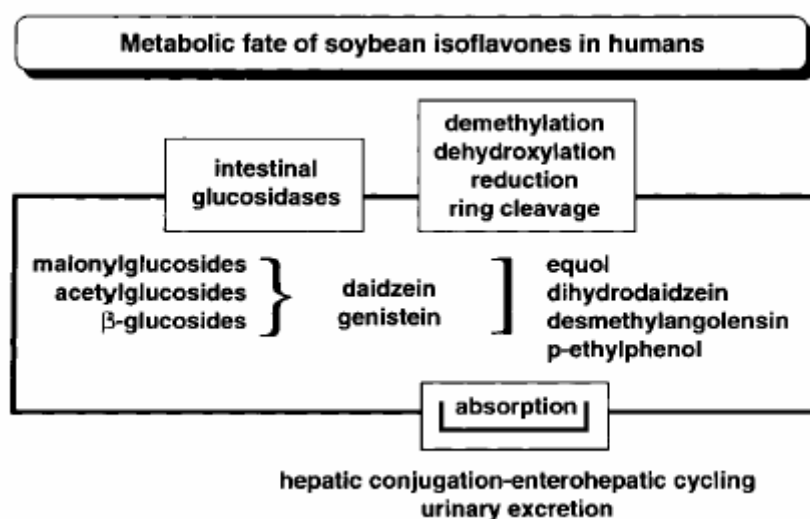 Metabolic fate of soybean isoflavones in humans
intestinal
glucosidases
demethylation
dehydroxylation
reduction
ring cleavage
malonylglucosides
acetylglucosides
β-glucosides
daidzein
genistein
equol
dihydrodaidzein
desmethylangolensin
p-ethylphenol
absorption
hepatic conjugation-enterohepatic cycling
urinary excretion